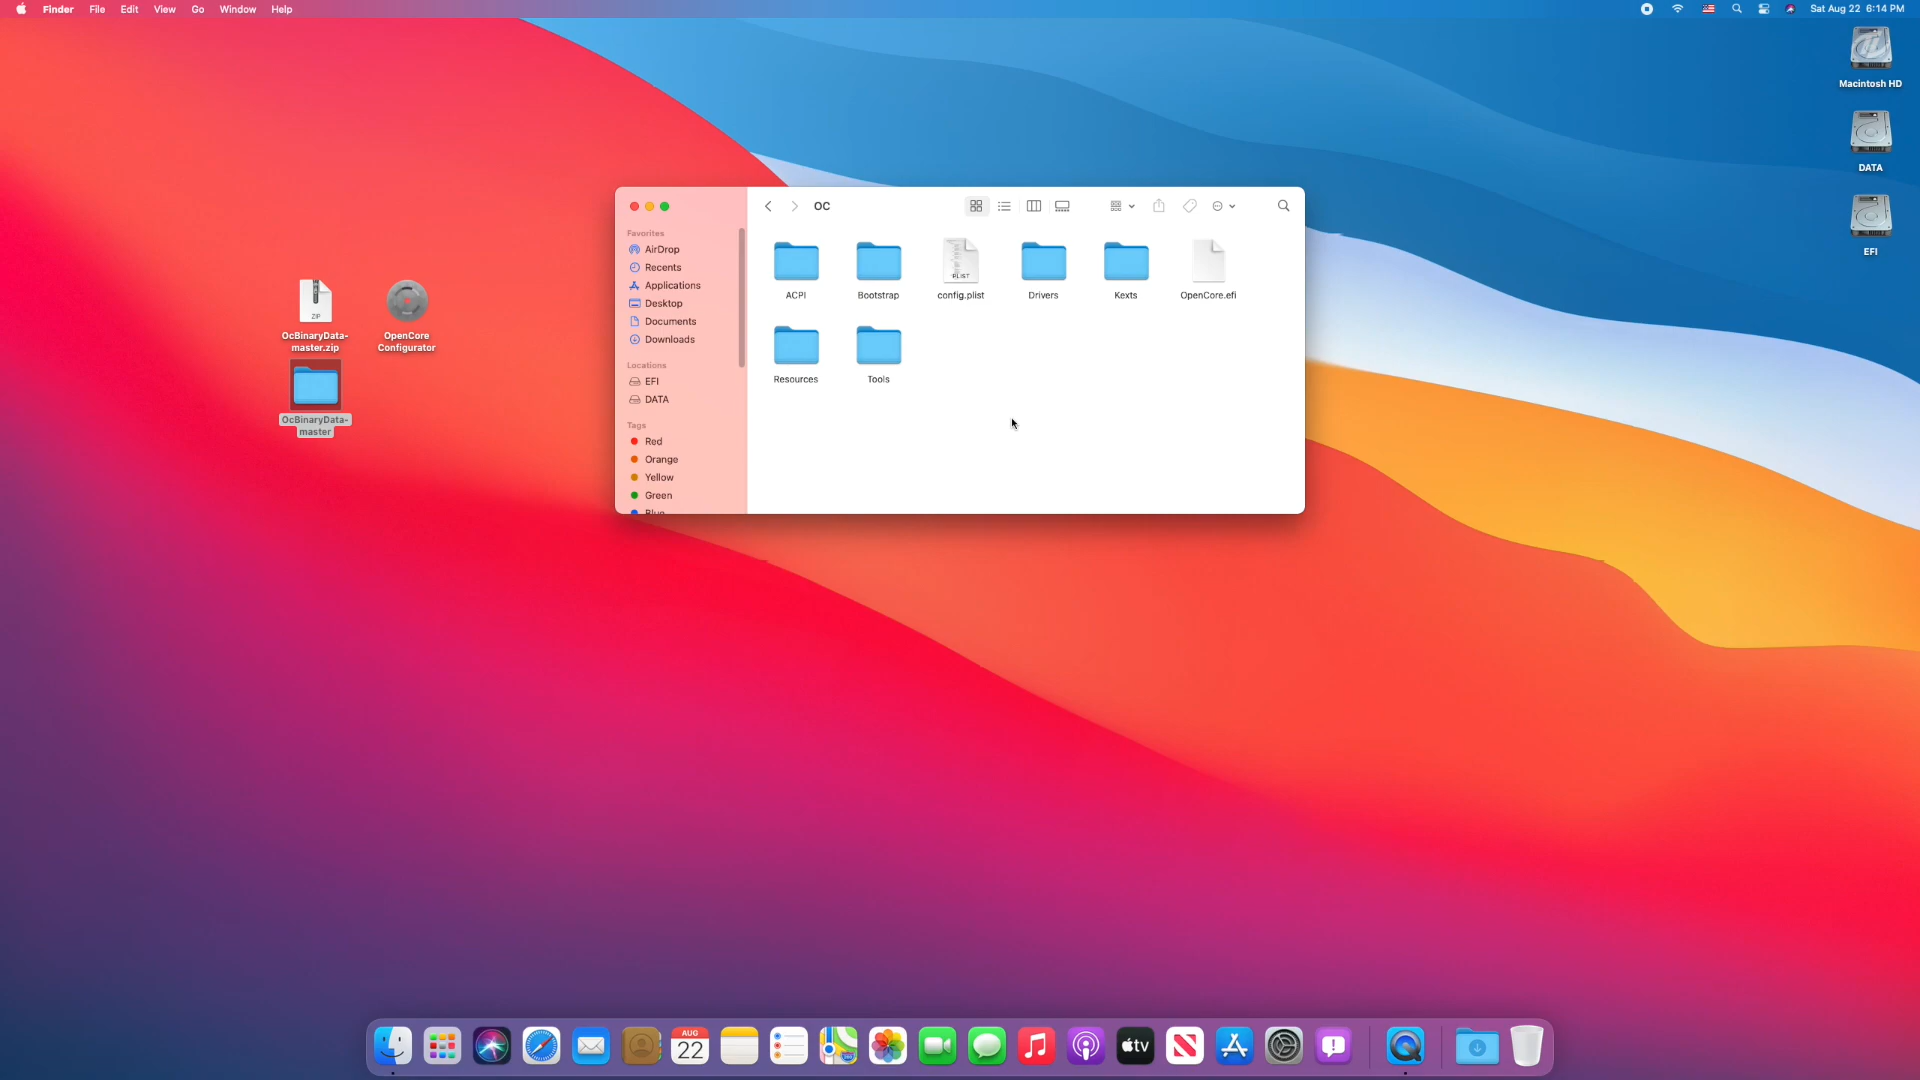 Finder File Edit View Go Window Help
Sat Aug 22 6:14 PM
Macintosh HD
DATA
EFI
OC
Favorites
AirDrop
Recents
Applications
Desktop
Documents
Downloads
Locations
EFI
DATA
Tags
Red
Orange
Yellow
Green
Blue
PLIST
ACPI Bootstrap config.plist Drivers Kexts OpenCore.efi
Resources Tools
ZIP
OcBinaryData-
master.zip
OpenCore
Configurator
OcBinaryData-
master
AUG
22
tv